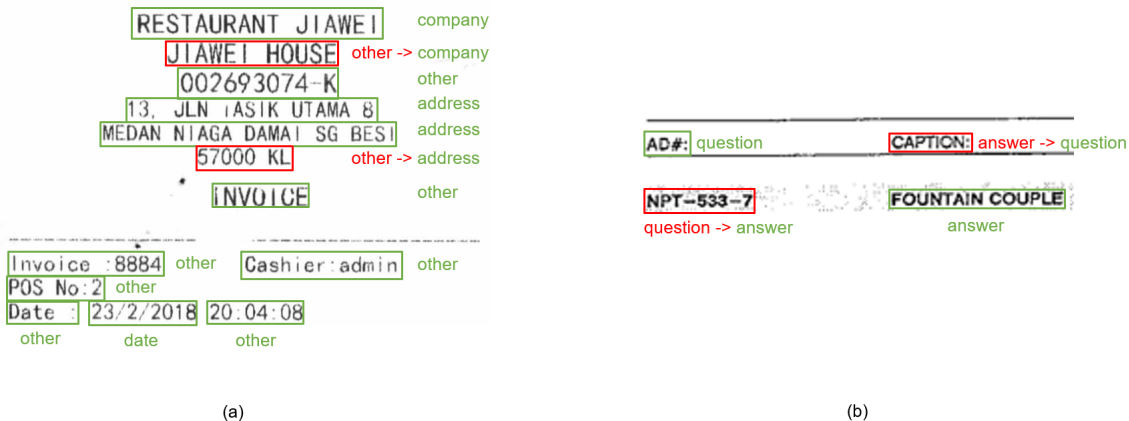 RESTAURANT JIAWEI company
JIAWEI HOUSE other -> company
002693074-K other
13, JLN TASIK UTAMA 8 address
MEDAN NIAGA DAMAI SG BESI address
57000 KL other -> address
INVOICE other
Invoice :8884 other Cashier:admin other
POS No:2 other
Date : 23/2/2018 20:04:08
other date other
(a)
AD#: question CAPTION: answer -> question
NPT-533-7 FOUNTAIN COUPLE
question -> answer answer
(b)